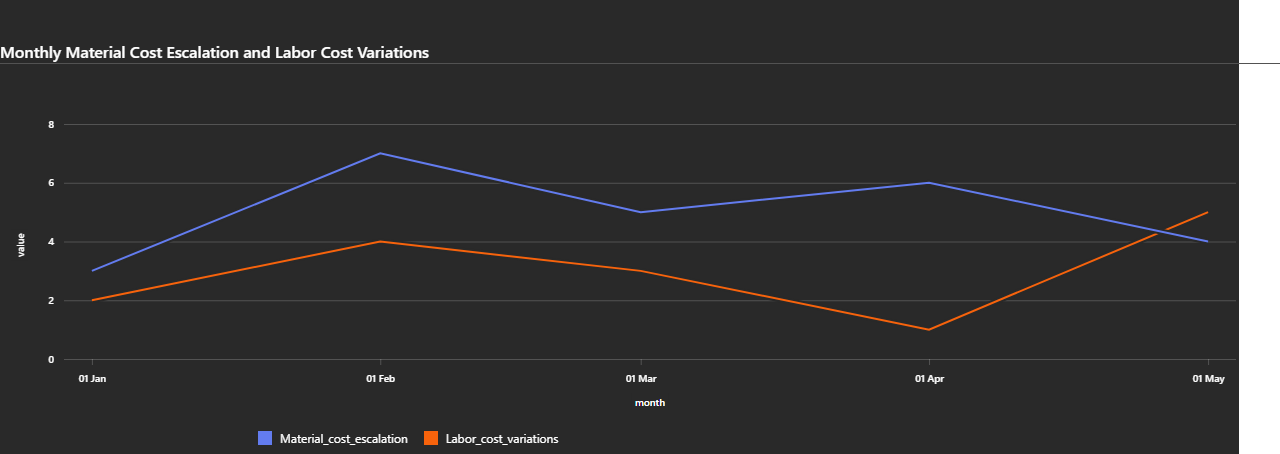 Monthly Material Cost Escalation and Labor Cost Variations
8
6
4
2
0
value
01 Jan 01 Feb 01 Mar 01 Apr 01 May
month
Material_cost_escalation Labor_cost_variations